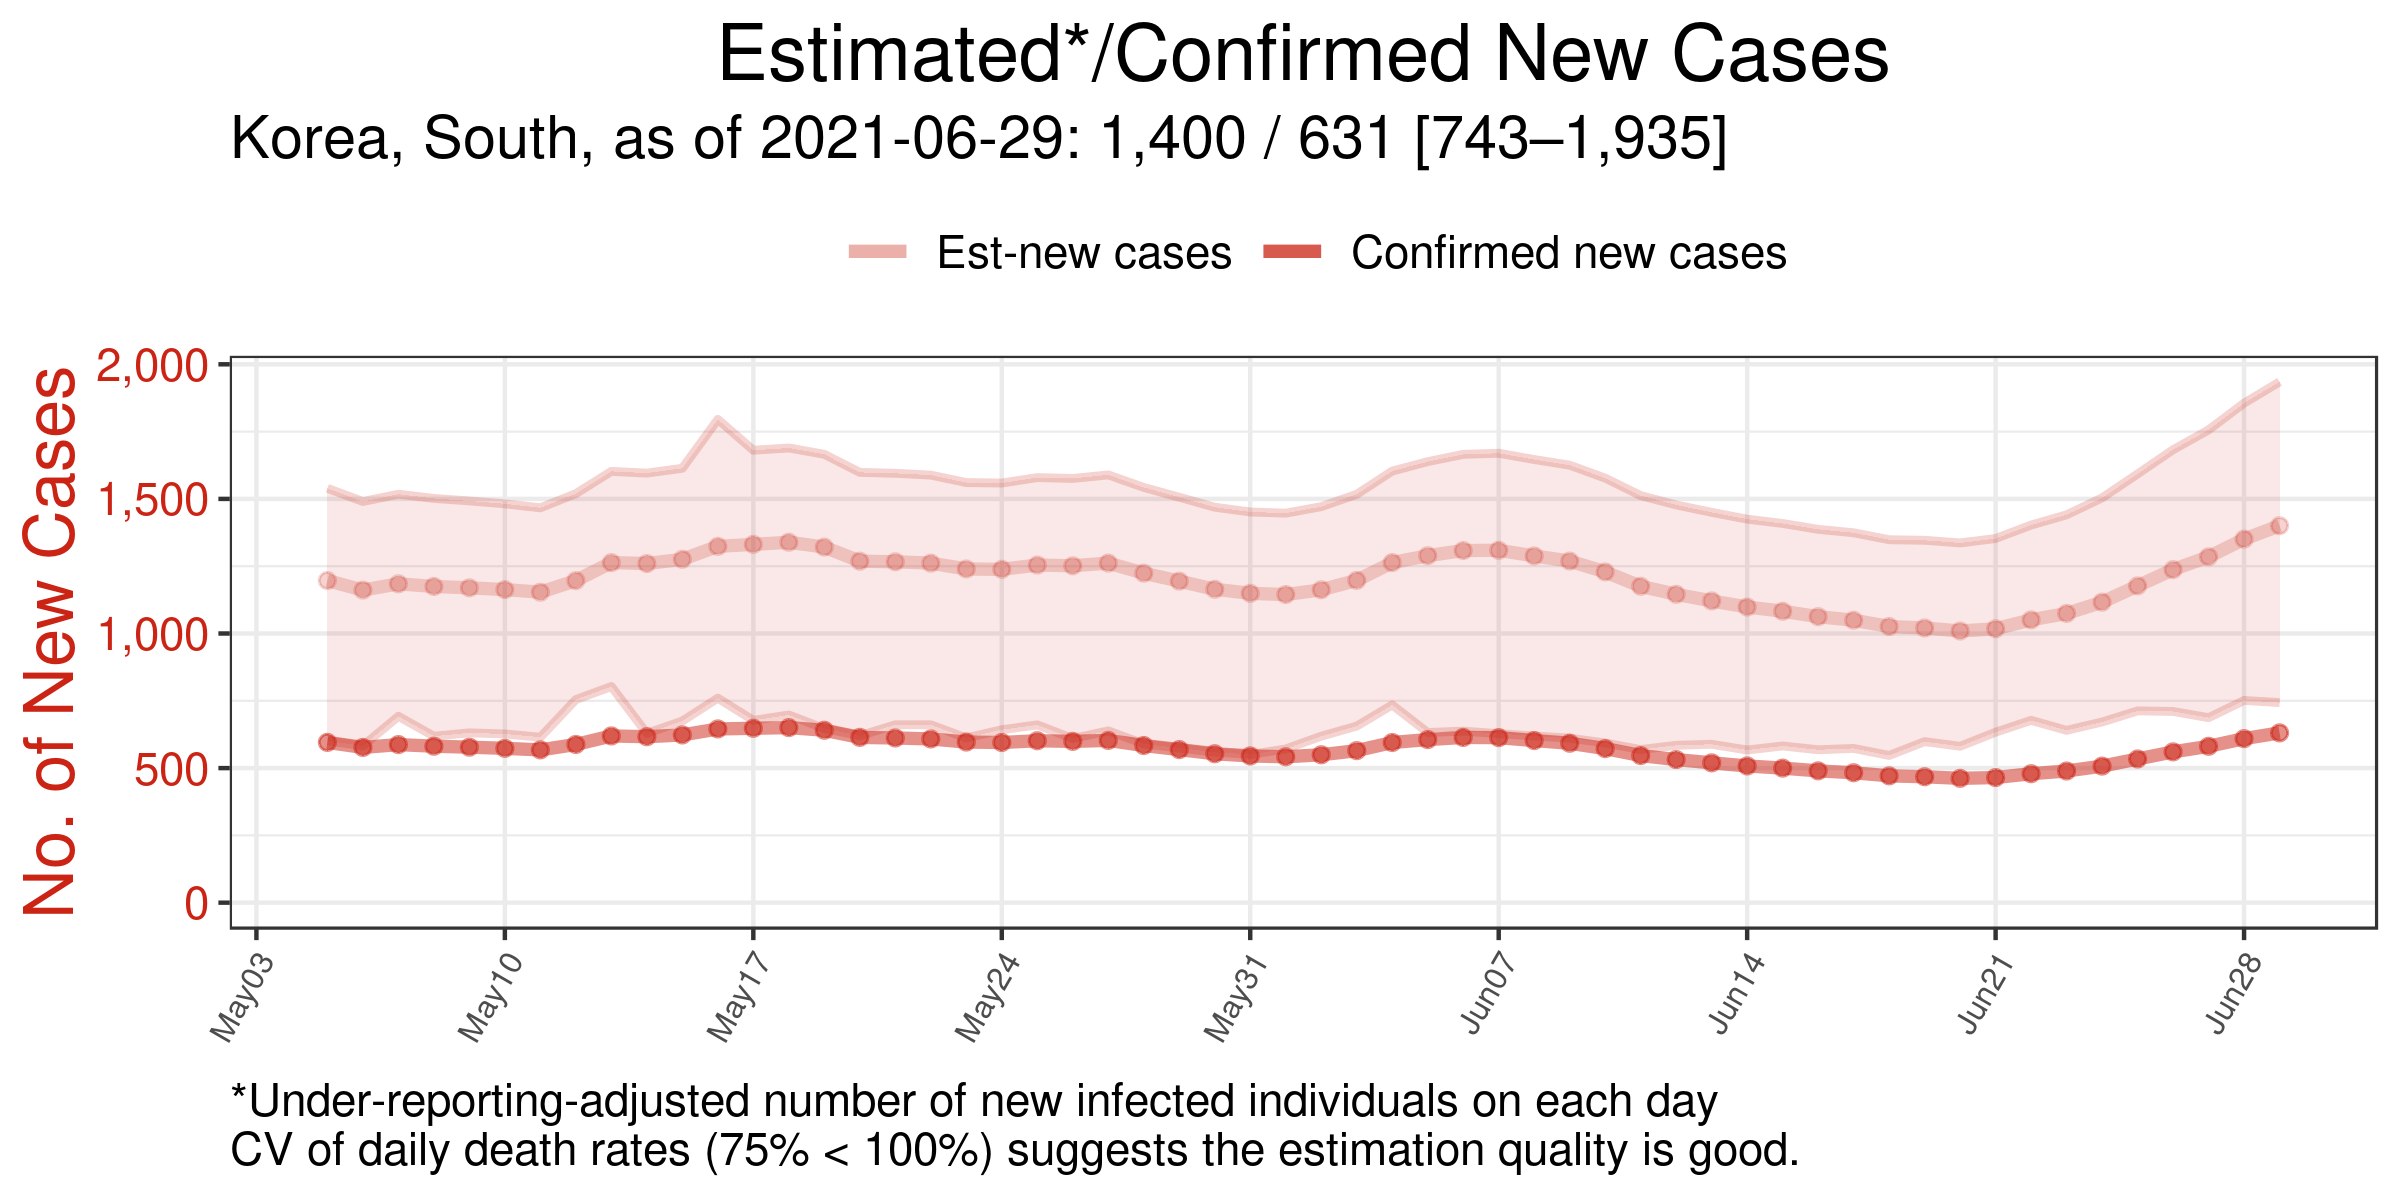 Estimated*/Confirmed New Cases
Korea, South, as of 2021-06-29: 1,400 / 631 [743–1,935]
Est-new cases
Confirmed new cases
No. of New Cases
2,000
1,500
1,000
500
0
May03
May10
May17
May24
May31
Jun07
Jun14
Jun21
Jun28
*Under-reporting-adjusted number of new infected individuals on each day
CV of daily death rates (75% < 100%) suggests the estimation quality is good.